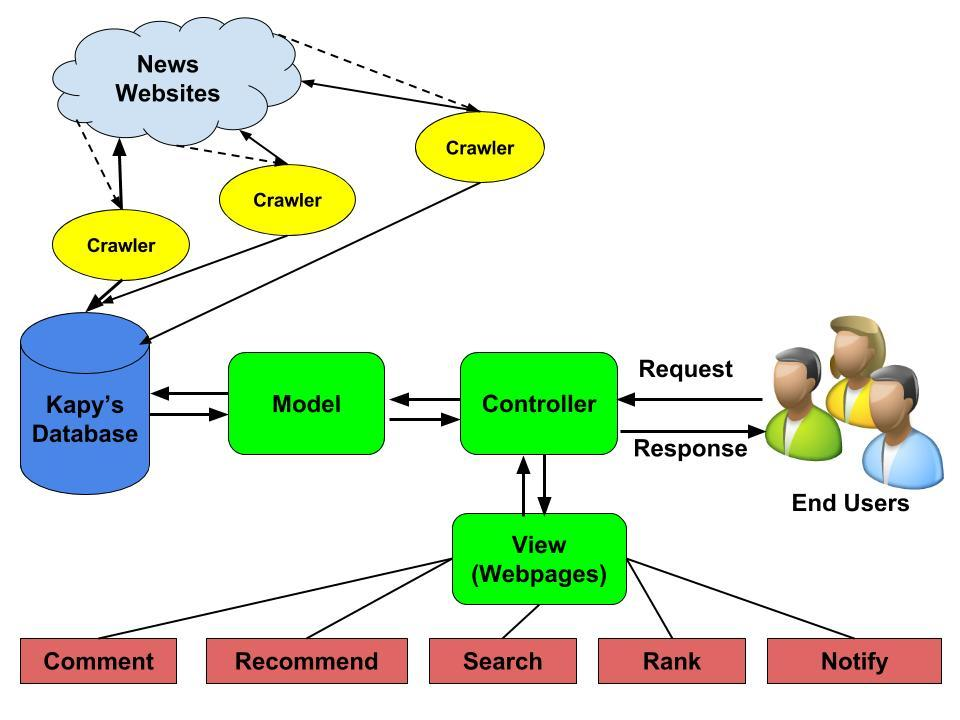 News
Websites
Crawler
Crawler
Crawler
Kapy's
Database
Model
Controller
Request
Response
End Users
View
(Webpages)
Comment
Recommend
Search
Rank
Notify